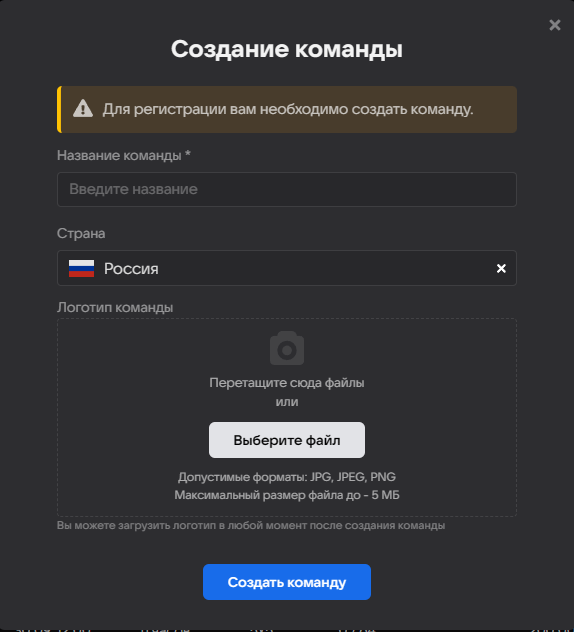 Создание команды
Для регистрации вам необходимо создать команду.
Название команды *
Введите название
Страна
Россия
Логотип команды
Перетащите сюда файлы
или
Выберите файл
Допустимые форматы: JPG, JPEG, PNG
Максимальный размер файла до - 5 МБ
Вы можете загрузить логотип в любой момент после создания команды
Создать команду